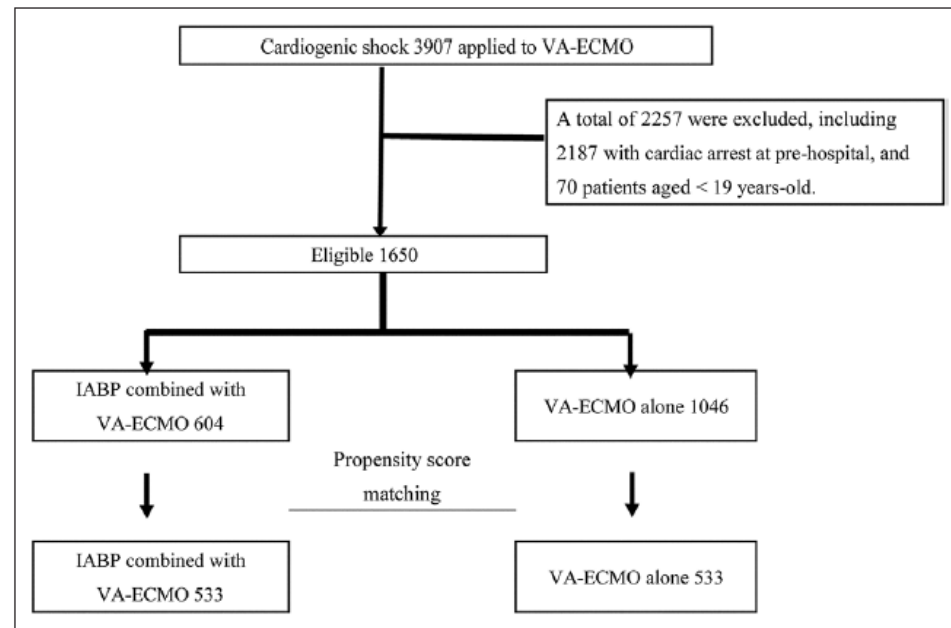 Cardiogenic shock 3907 applied to VA-ECMO
A total of 2257 were excluded, including
2187 with cardiac arrest at pre-hospital, and
70 patients aged < 19 years-old.
Eligible 1650
IABP combined with
VA-ECMO 604
VA-ECMO alone 1046
Propensity score
matching
IABP combined with
VA-ECMO 533
VA-ECMO alone 533